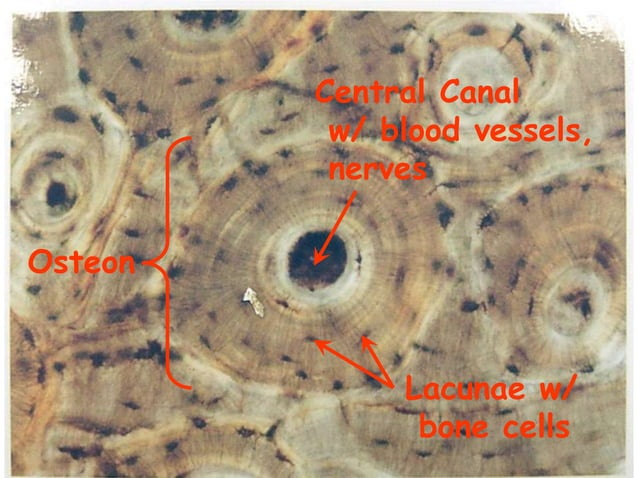 Central Canal
w/ blood vessels,
nerves
Osteon
Lacunae w/
bone cells